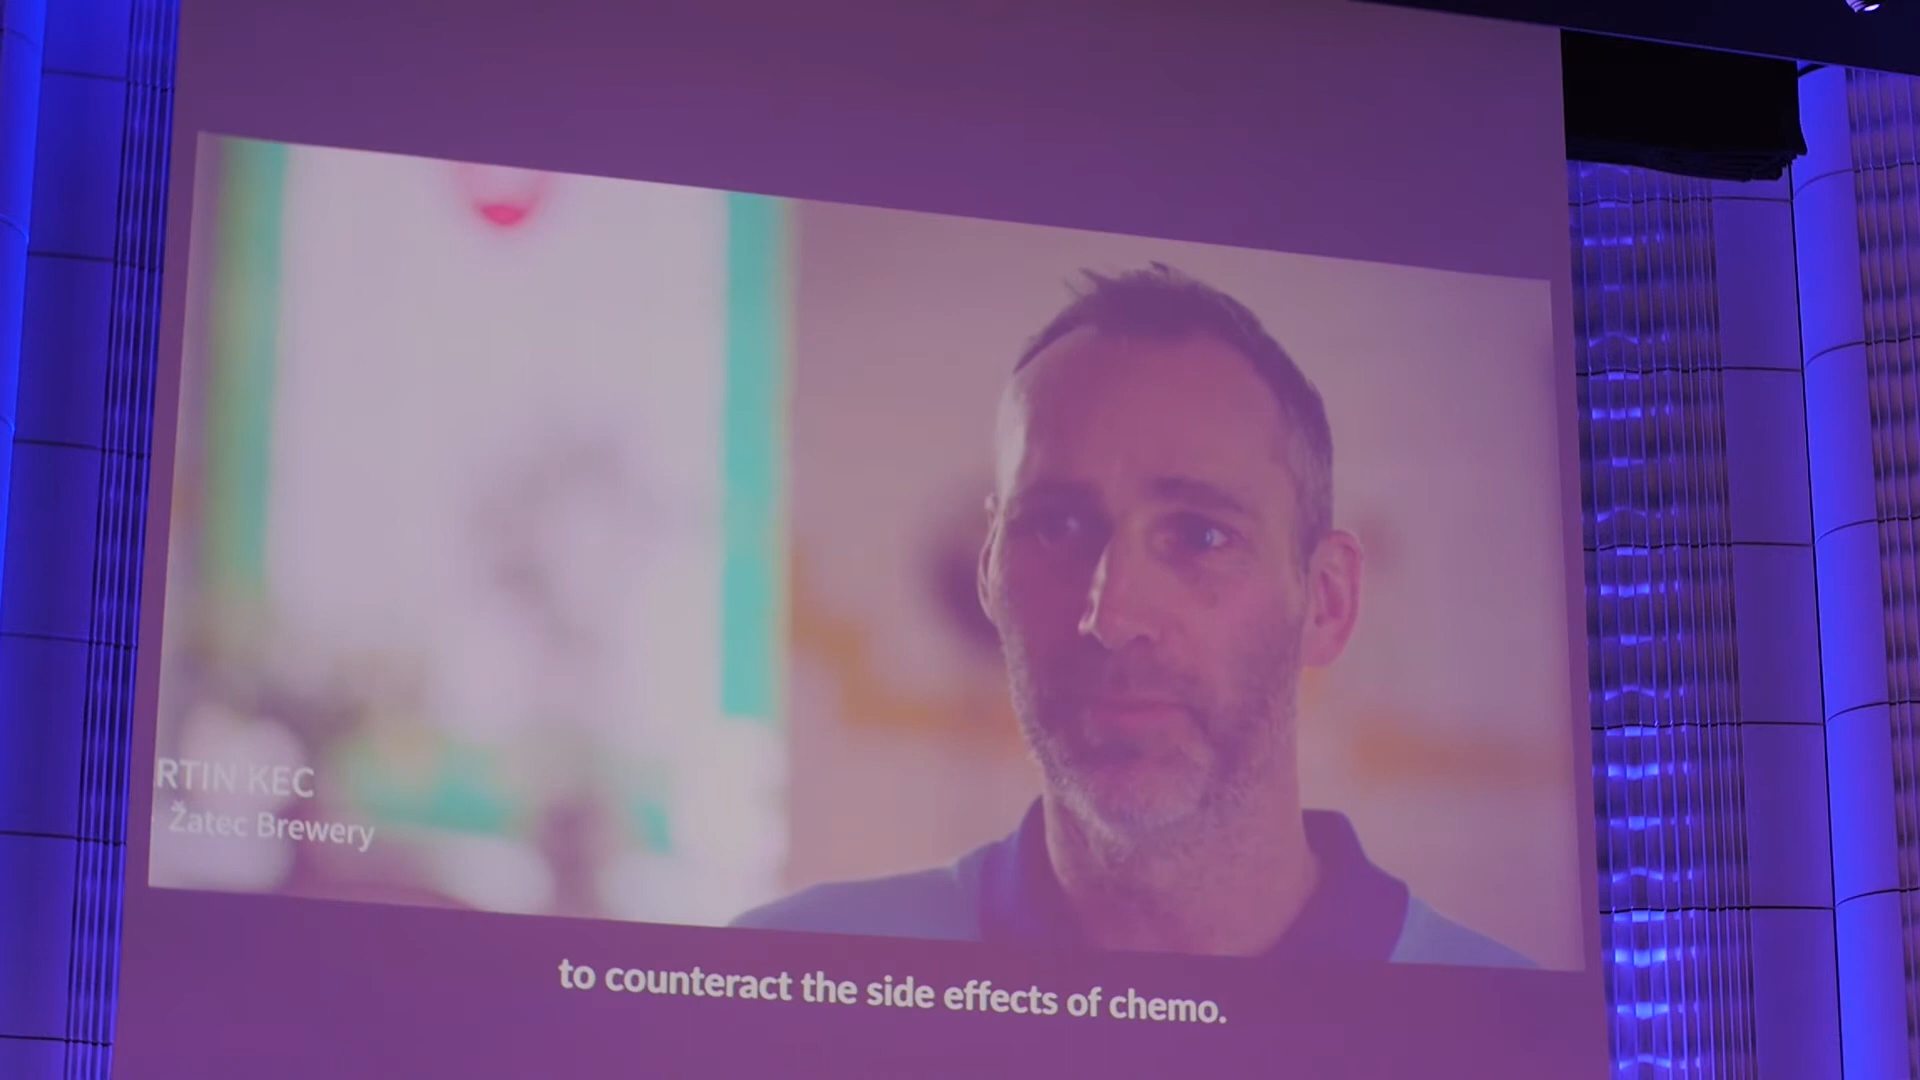 RTIN KEC
Žatec Brewery
to counteract the side effects of chemo.